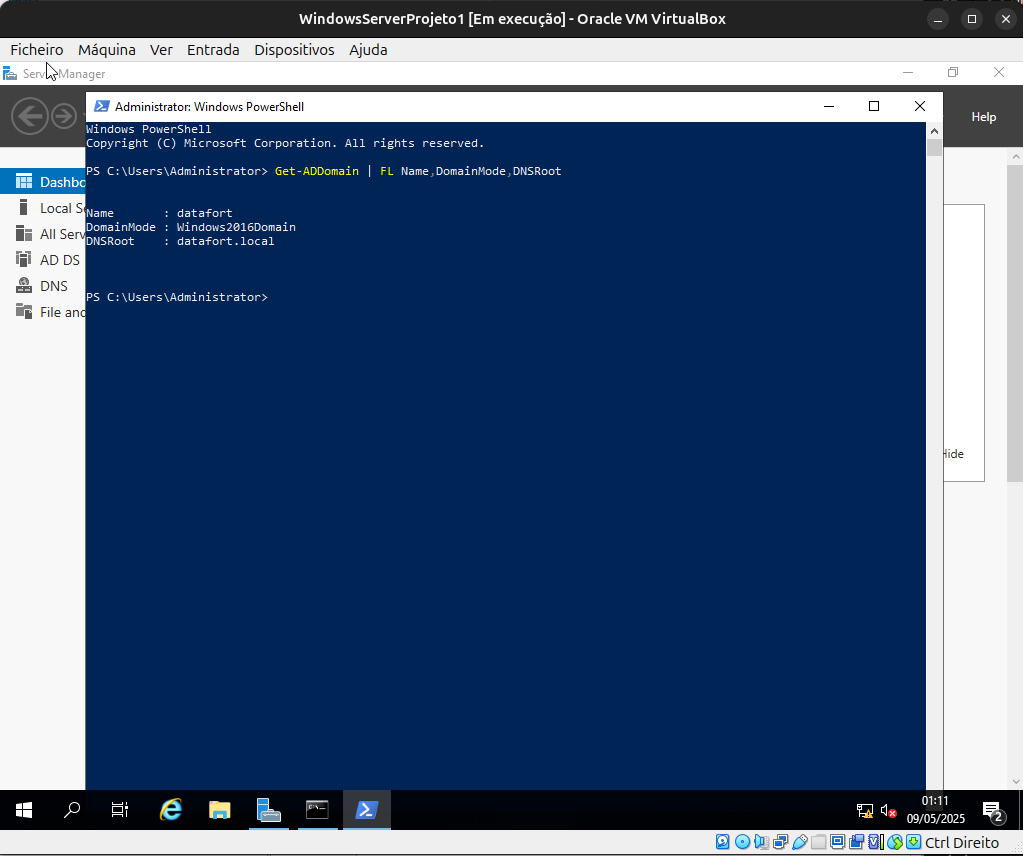 WindowsServerProjeto1 [Em execução] - Oracle VM VirtualBox
Ficheiro Máquina Ver Entrada Dispositivos Ajuda
Server Manager
Administrator: Windows PowerShell
Help
Windows PowerShell
Copyright (C) Microsoft Corporation. All rights reserved.
PS C:\Users\Administrator> Get-ADDomain | FL Name,DomainMode,DNSRoot
Name : datafort
DomainMode : Windows2016Domain
DNSRoot : datafort.local
PS C:\Users\Administrator>
Dashbo
Local Se
All Serv
AD DS
DNS
File and
Hide
01:11
09/05/2025
2
Ctrl Direito